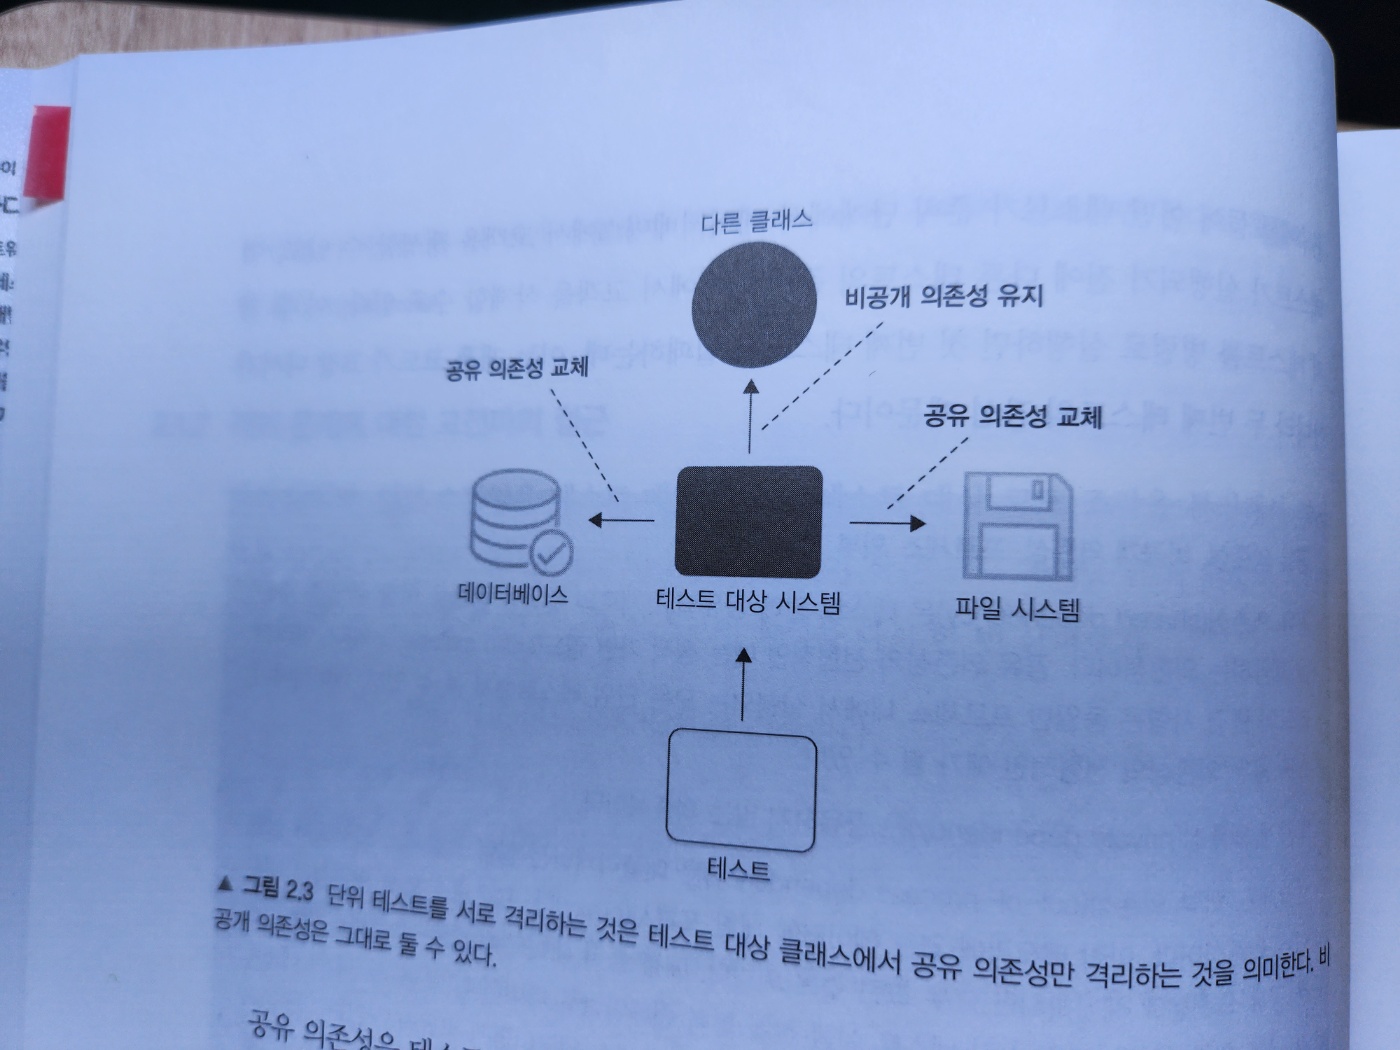 다른 클래스
비공개 의존성 유지
공유 의존성 교체
공유 의존성 교체
데이터베이스
테스트 대상 시스템
파일 시스템
테스트
▲ 그림 2.3 단위 테스트를 서로 격리하는 것은 테스트 대상 클래스에서 공유 의존성만 격리하는 것을 의미한다. 비
공개 의존성은 그대로 둘 수 있다.
공유 의존성은